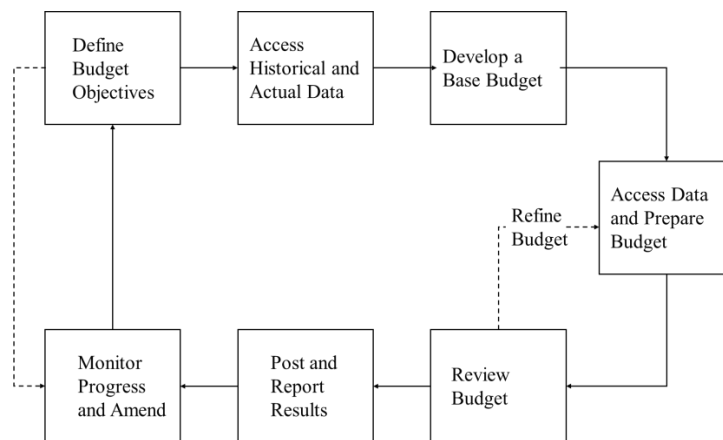 Define
Budget
Objectives
Access
Historical and
Actual Data
Develop a
Base Budget
Access Data
and Prepare
Budget
Refine
Budget
Review
Budget
Post and
Report
Results
Monitor
Progress
and Amend